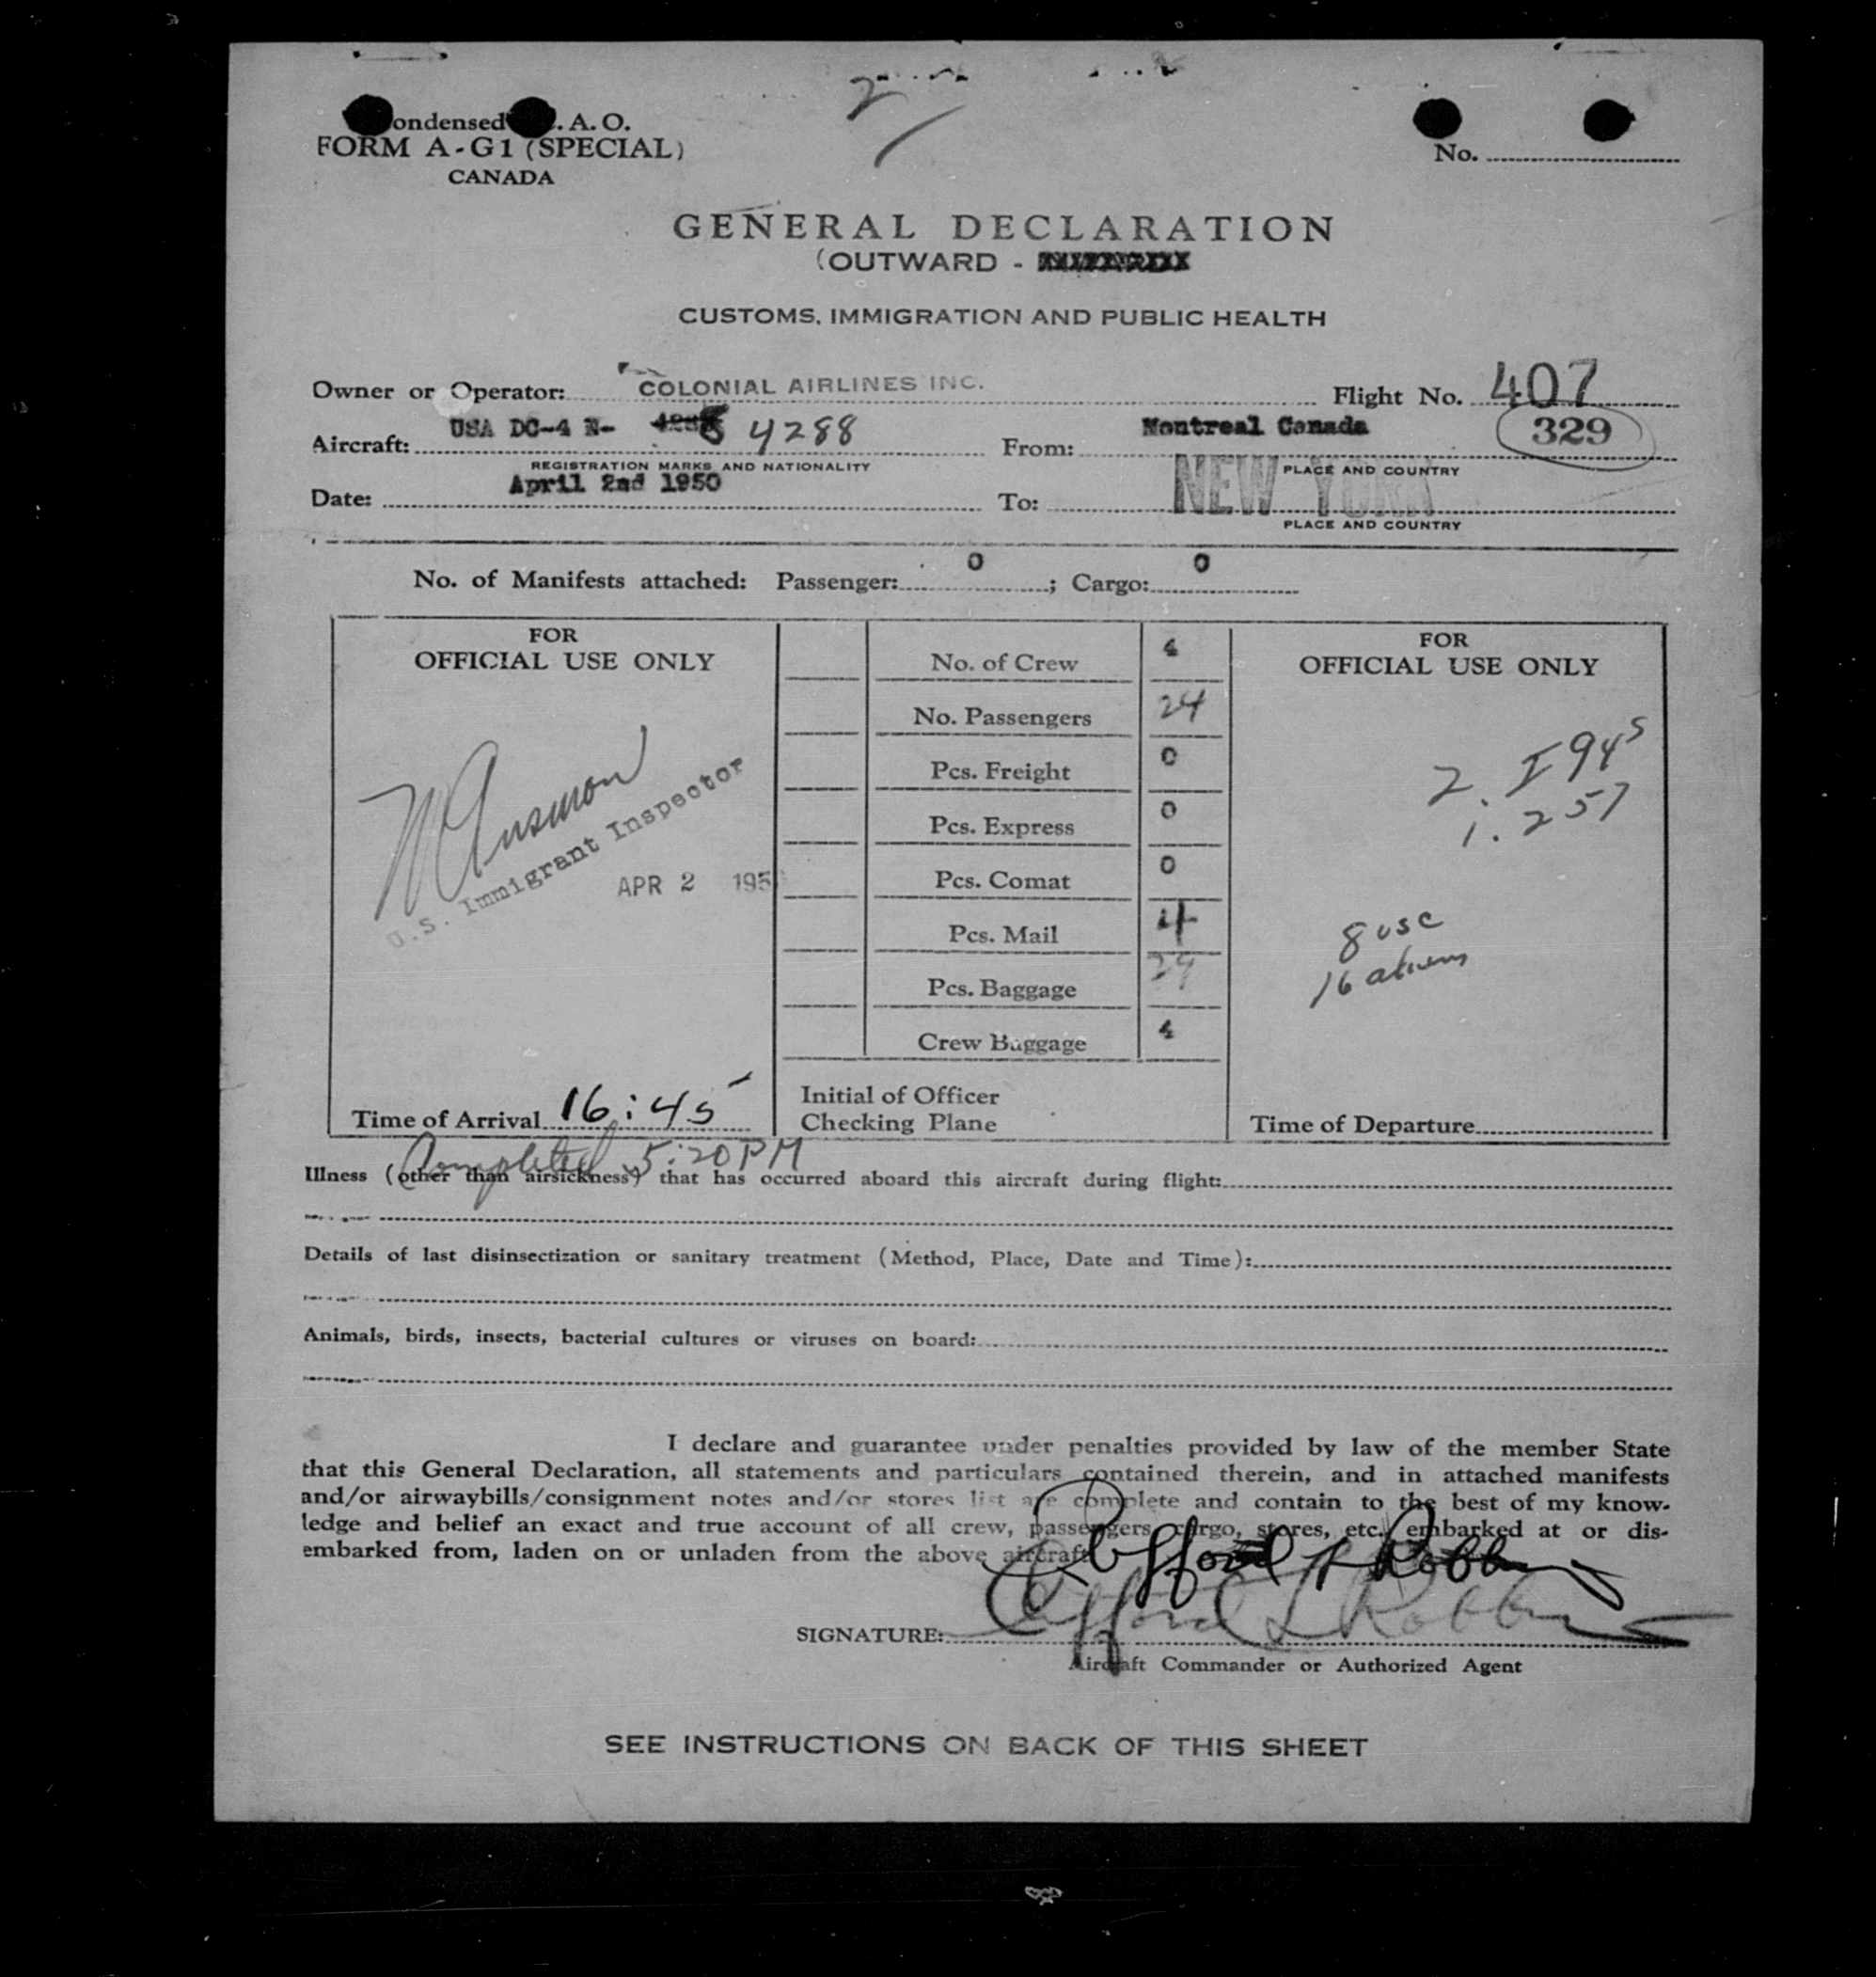 2
ondensed . A. O.
FORM A-G1 (SPECIAL)
CANADA
No.
GENERAL DECLARATION
(OUTWARD -
CUSTOMS, IMMIGRATION AND PUBLIC HEALTH
Owner or Operator: COLONIAL AIRLINES INC. Flight No. 407
Aircraft: USA DC-4 N- 4288 From: Montreal Canada 329
REGISTRATION MARKS AND NATIONALITY PLACE AND COUNTRY
Date: April 2nd 1950 To: NEW YORK
PLACE AND COUNTRY
No. of Manifests attached: Passenger: 0 ; Cargo: 0
FOR
OFFICIAL USE ONLY
U.S. Immigrant Inspector
APR 2 195
Time of Arrival 16:45
Completed 5:20 PM
No. of Crew 4
No. Passengers 24
Pcs. Freight 0
Pcs. Express 0
Pcs. Comat 0
Pcs. Mail 4
Pcs. Baggage
Crew Baggage 4
Initial of Officer
Checking Plane
FOR
OFFICIAL USE ONLY
2. I 94s
1. 257
8 USC
16 aliens
Time of Departure
Illness (other than airsickness) that has occurred aboard this aircraft during flight:
Details of last disinsectization or sanitary treatment (Method, Place, Date and Time):
Animals, birds, insects, bacterial cultures or viruses on board:
I declare and guarantee under penalties provided by law of the member State
that this General Declaration, all statements and particulars contained therein, and in attached manifests
and/or airwaybills/consignment notes and/or stores list are complete and contain to the best of my know-
ledge and belief an exact and true account of all crew, passengers, cargo, stores, etc., embarked at or dis-
embarked from, laden on or unladen from the above aircraft
SIGNATURE:
Aircraft Commander or Authorized Agent
SEE INSTRUCTIONS ON BACK OF THIS SHEET